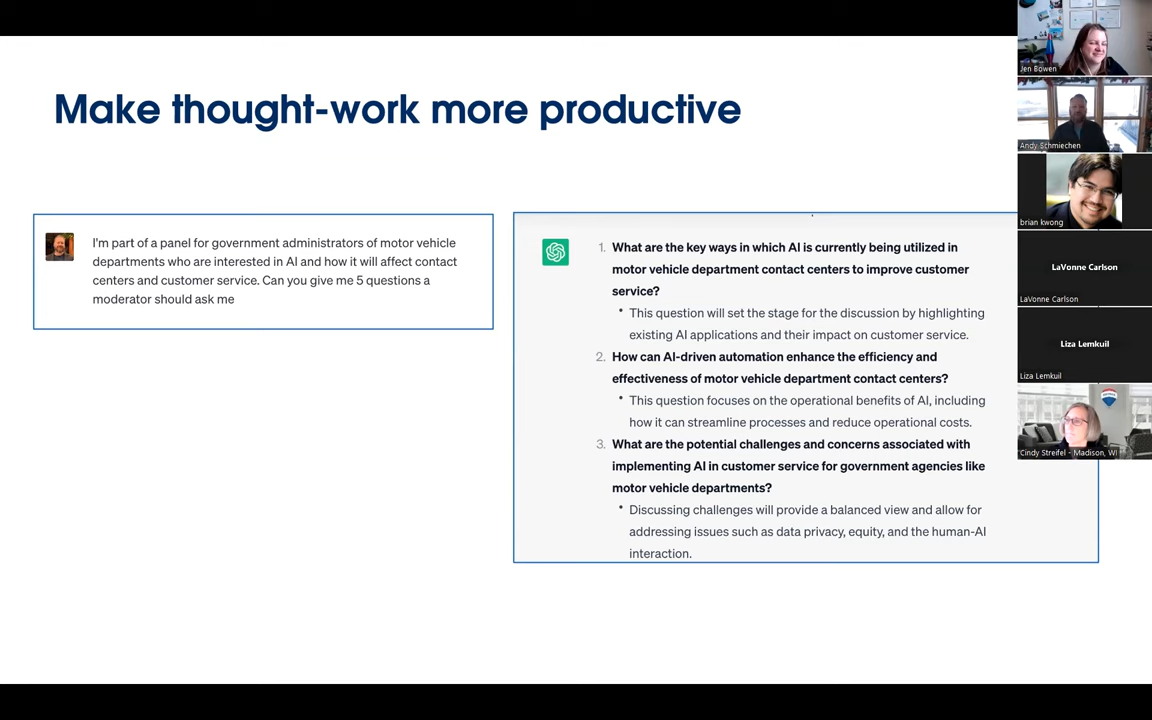 Make thought-work more productive
I'm part of a panel for government administrators of motor vehicle
departments who are interested in AI and how it will affect contact
centers and customer service. Can you give me 5 questions a
moderator should ask me
1. What are the key ways in which AI is currently being utilized in
motor vehicle department contact centers to improve customer
service?
• This question will set the stage for the discussion by highlighting
existing AI applications and their impact on customer service.
2. How can AI-driven automation enhance the efficiency and
effectiveness of motor vehicle department contact centers?
• This question focuses on the operational benefits of AI, including
how it can streamline processes and reduce operational costs.
3. What are the potential challenges and concerns associated with
implementing AI in customer service for government agencies like
motor vehicle departments?
• Discussing challenges will provide a balanced view and allow for
addressing issues such as data privacy, equity, and the human-AI
interaction.
Jen Bowen
Andy Schmiechen
brian kwong
LaVonne Carlson
LaVonne Carlson
Liza Lemkuil
Liza Lemkuil
Cindy Streifel - Madison, WI